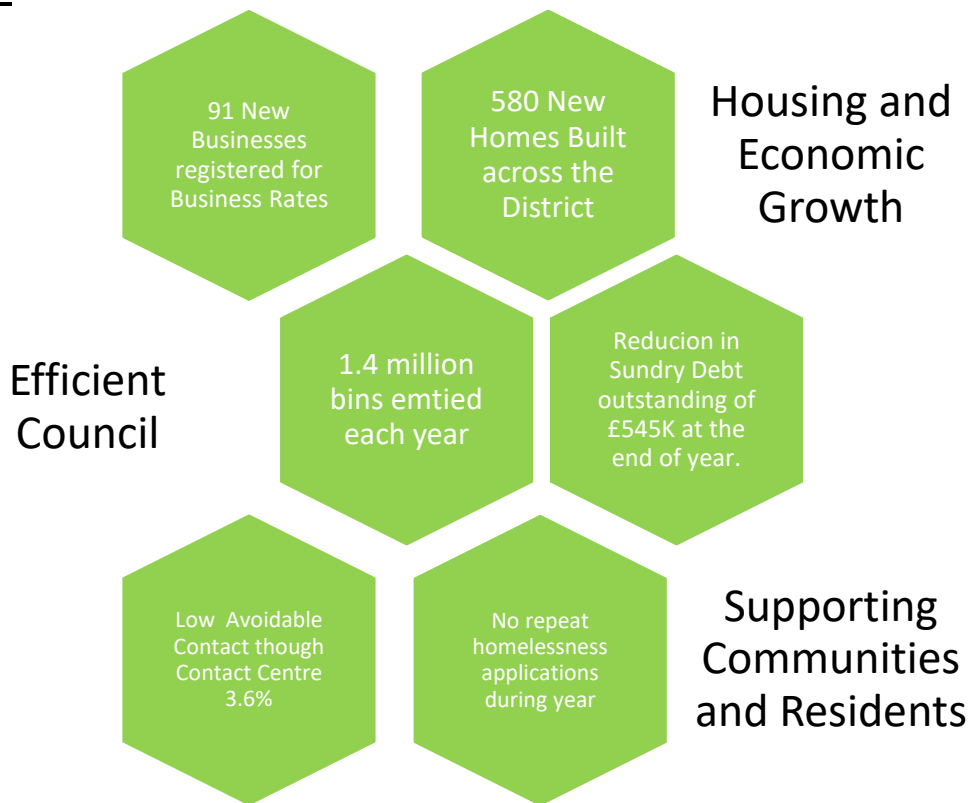 91 New
Businesses
registered for
Business Rates
580 New
Homes Built
across the
District
Housing and
Economic
Growth
Efficient
Council
1.4 million
bins emtied
each year
Reducion in
Sundry Debt
outstanding of
£545K at the
end of year.
Low  Avoidable
Contact though
Contact Centre
3.6%
No repeat
homelessness
applications
during year
Supporting
Communities
and Residents